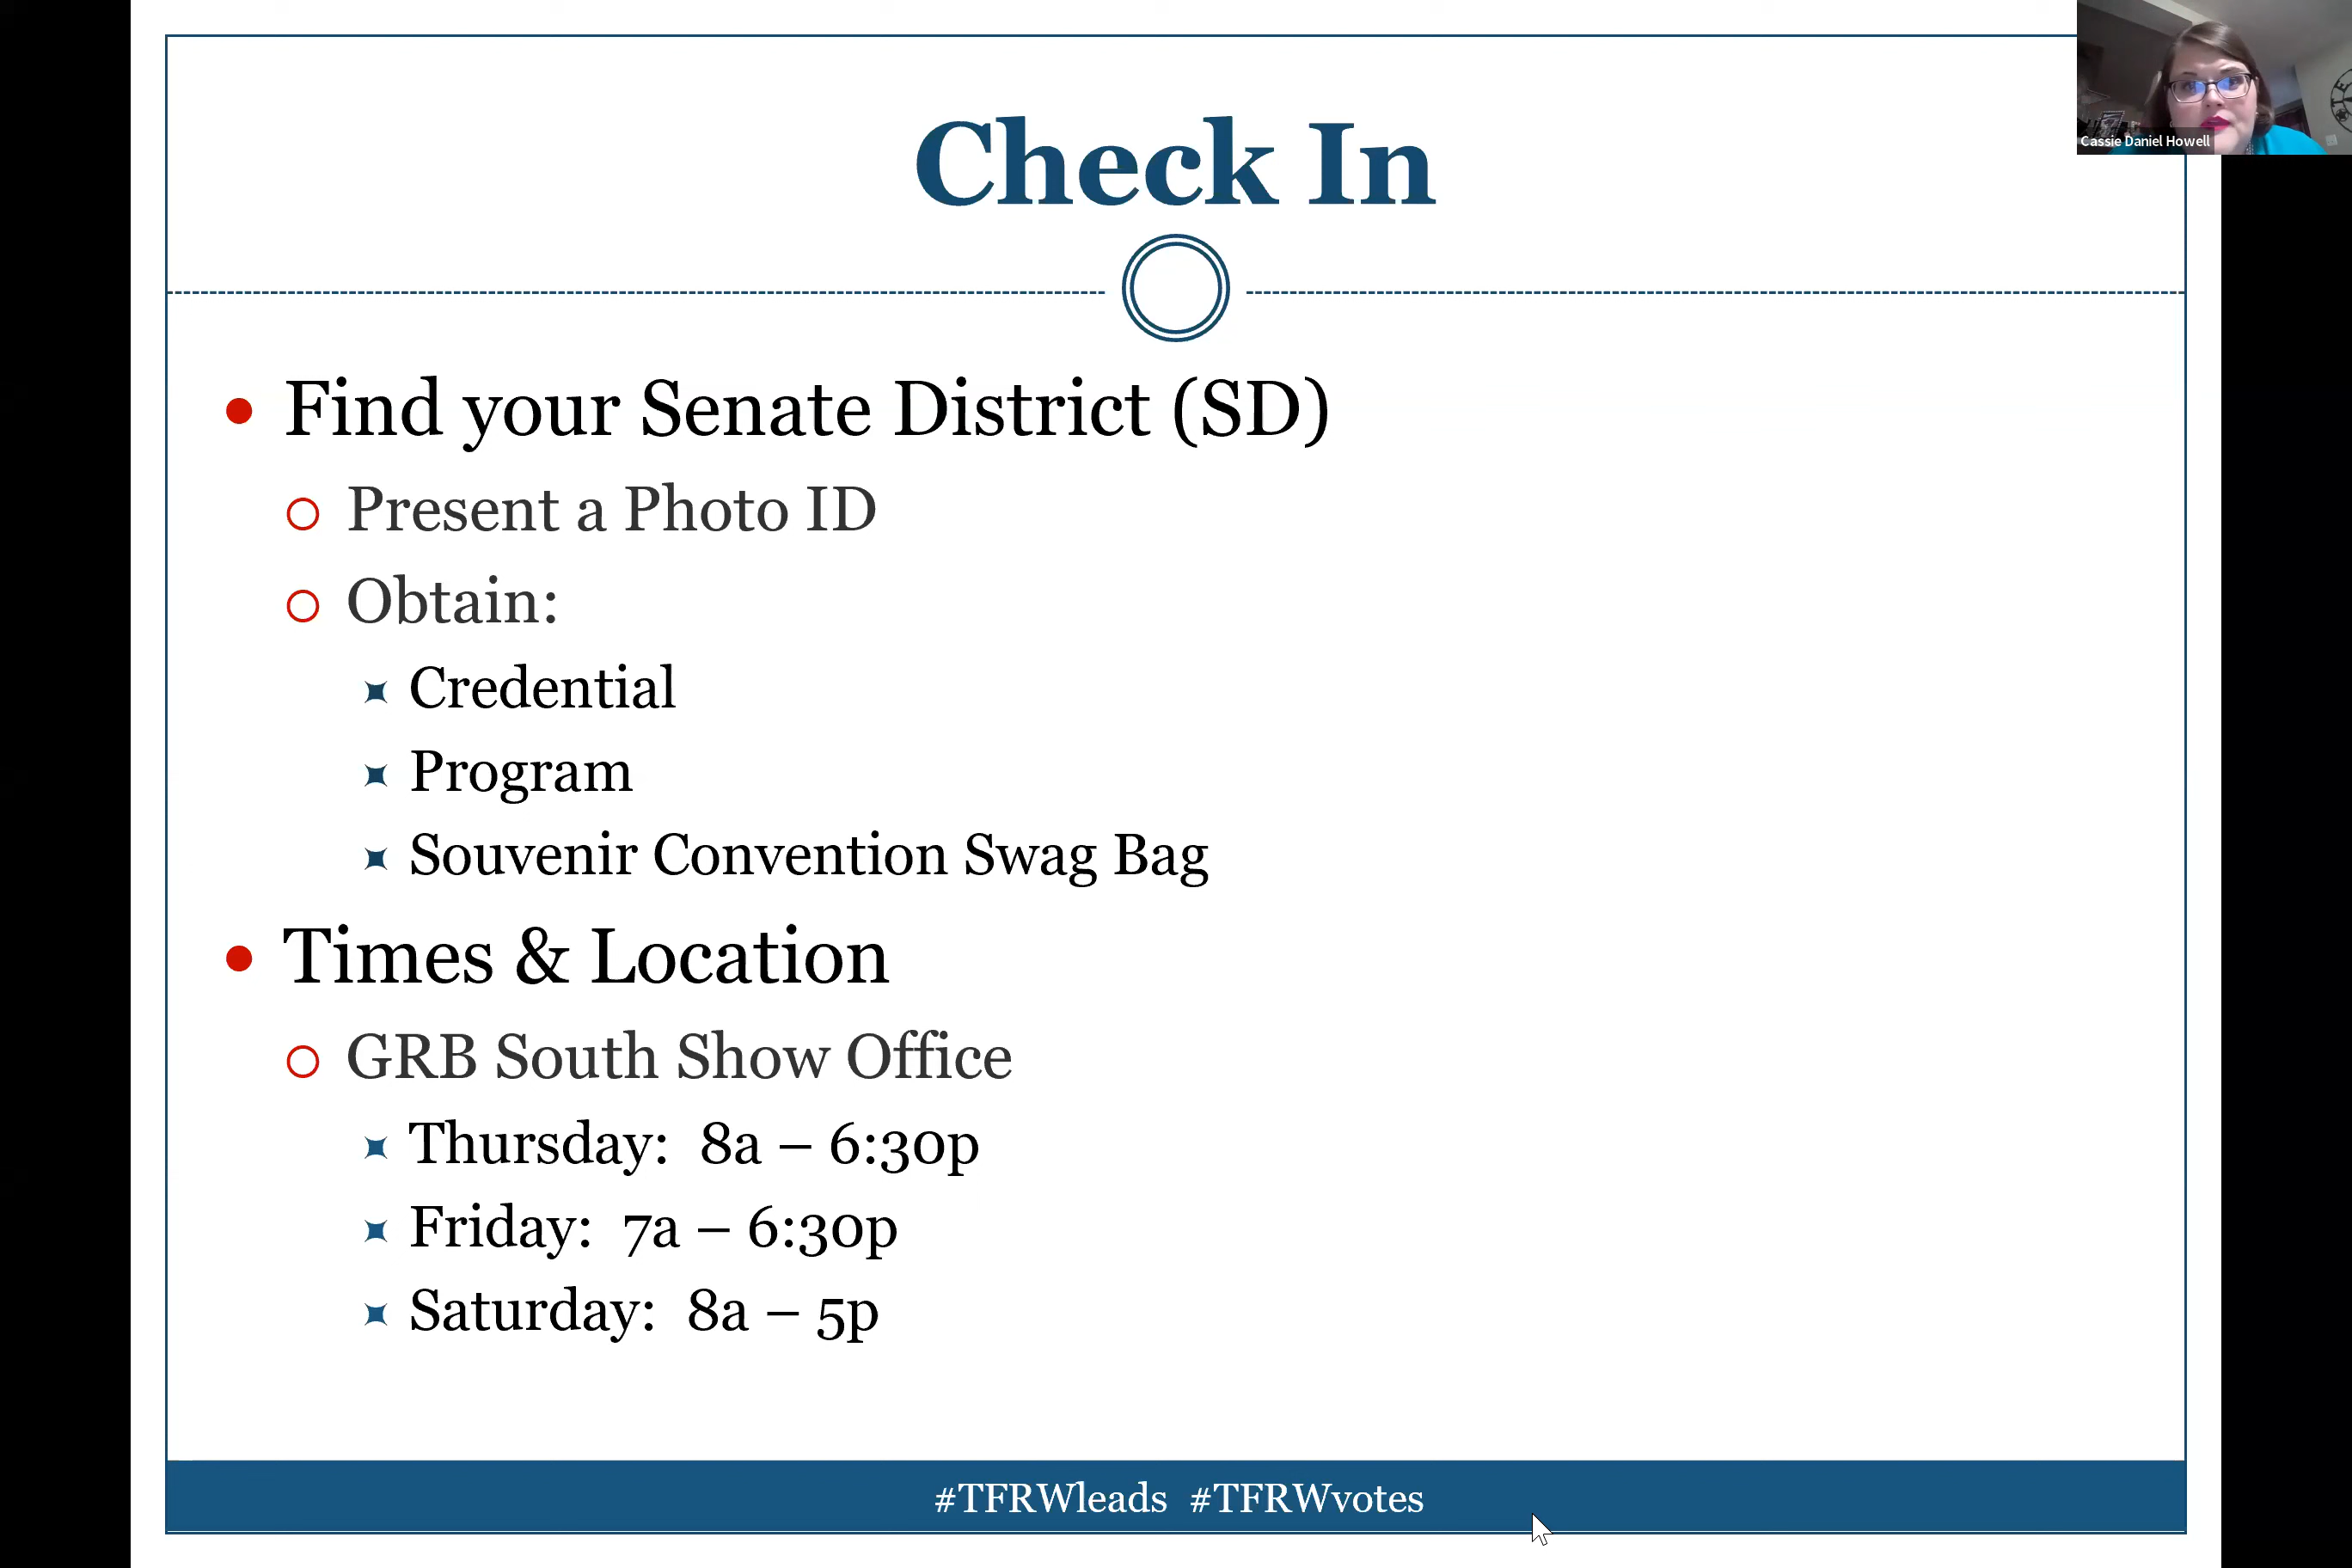 Check In
Cassie Daniel Howell
Find your Senate District (SD)
Present a Photo ID
Obtain:
Credential
Program
Souvenir Convention Swag Bag
Times & Location
GRB South Show Office
Thursday:  8a – 6:30p
Friday:  7a – 6:30p
Saturday:  8a – 5p
#TFRWleads  #TFRWvotes